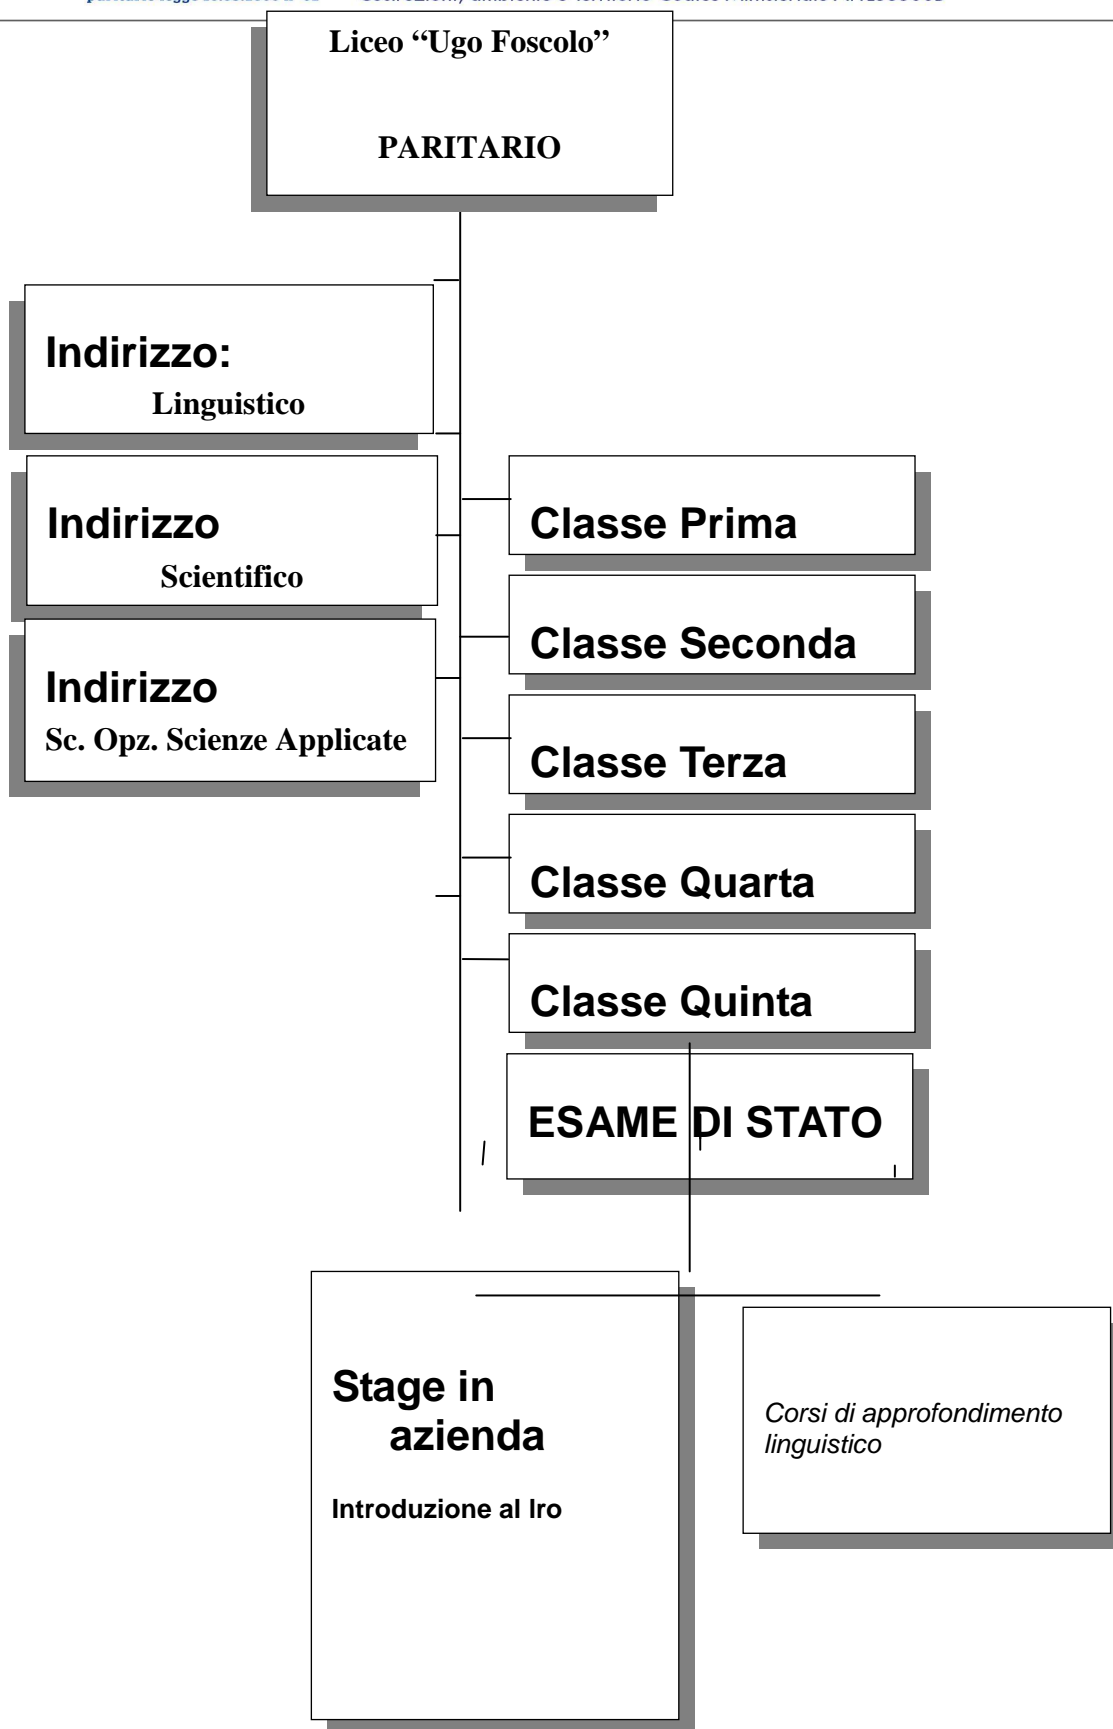 Liceo “Ugo Foscolo”
PARITARIO
Indirizzo:
Linguistico
Indirizzo
Scientifico
Indirizzo
Sc. Opz. Scienze Applicate
Classe Prima
Classe Seconda
Classe Terza
Classe Quarta
Classe Quinta
ESAME DI STATO
Stage in
azienda
Introduzione al lro
Corsi di approfondimento
linguistico